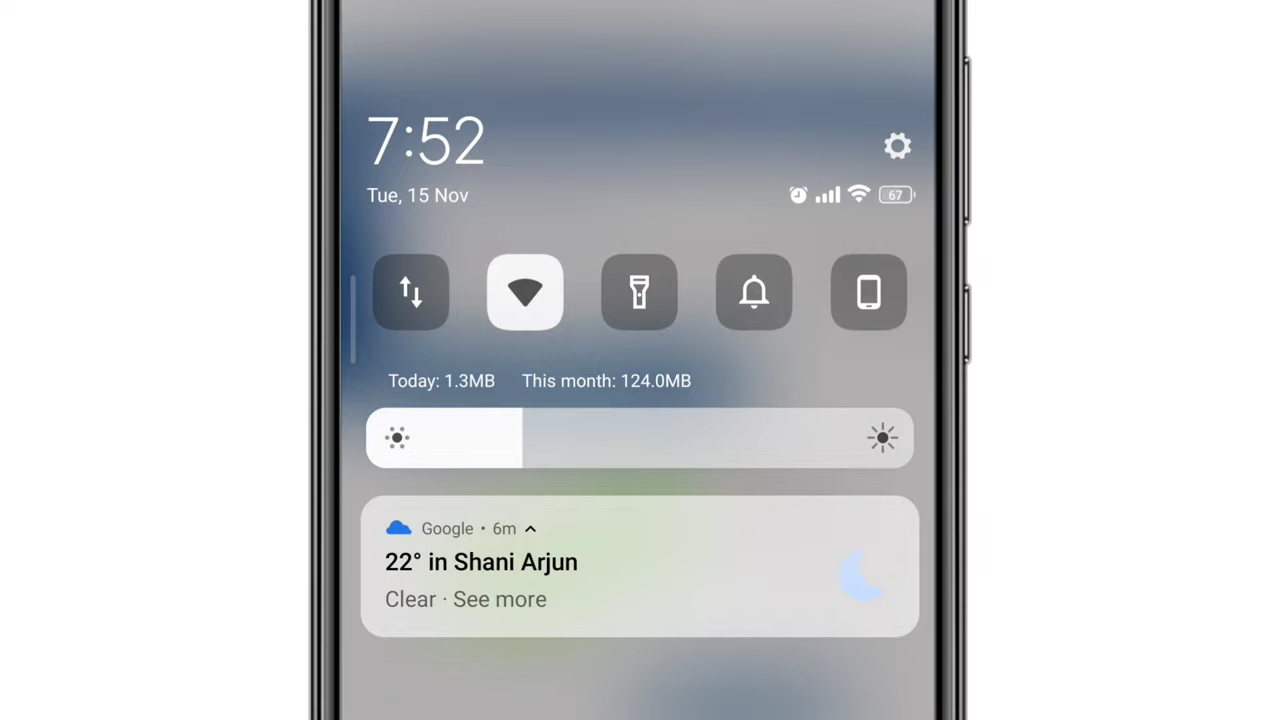 7:52
Tue, 15 Nov
67
Today: 1.3MB This month: 124.0MB
Google • 6m
22° in Shani Arjun
Clear · See more